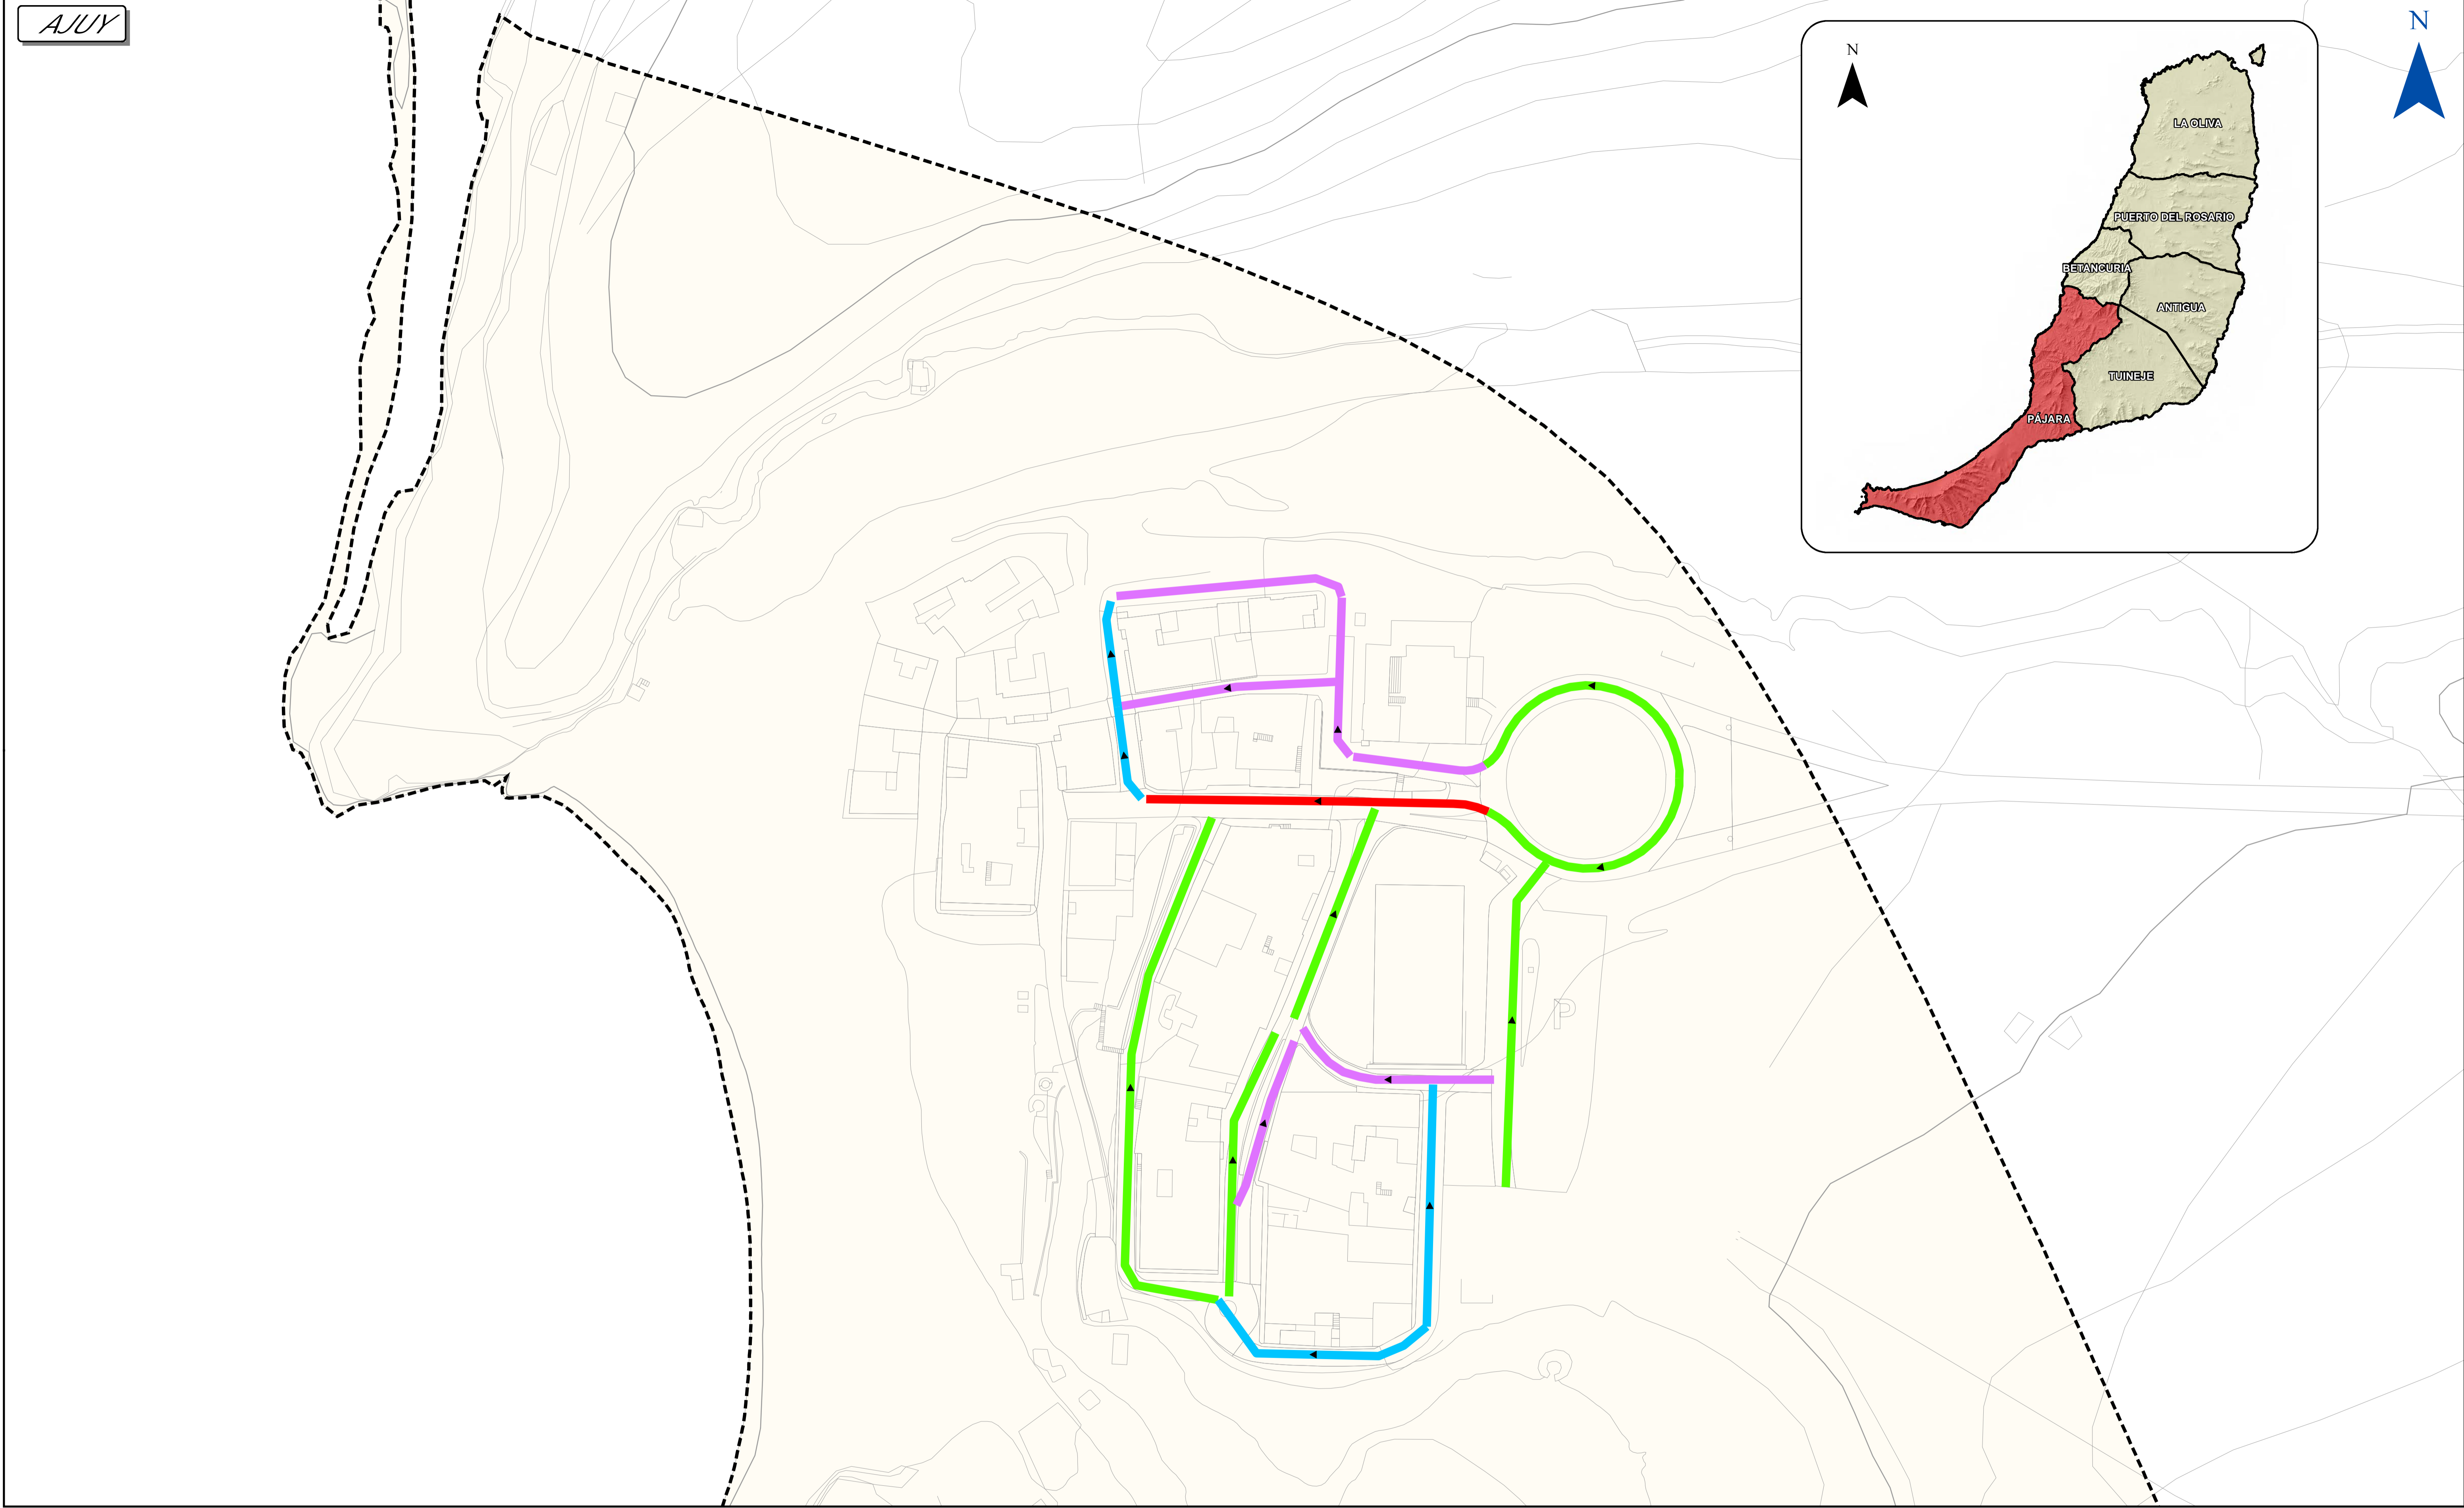 AJUY
N
N
LA OLIVA
PUERTO DEL ROSARIO
BETANCURIA
ANTIGUA
TUINEJE
PÁJARA
P